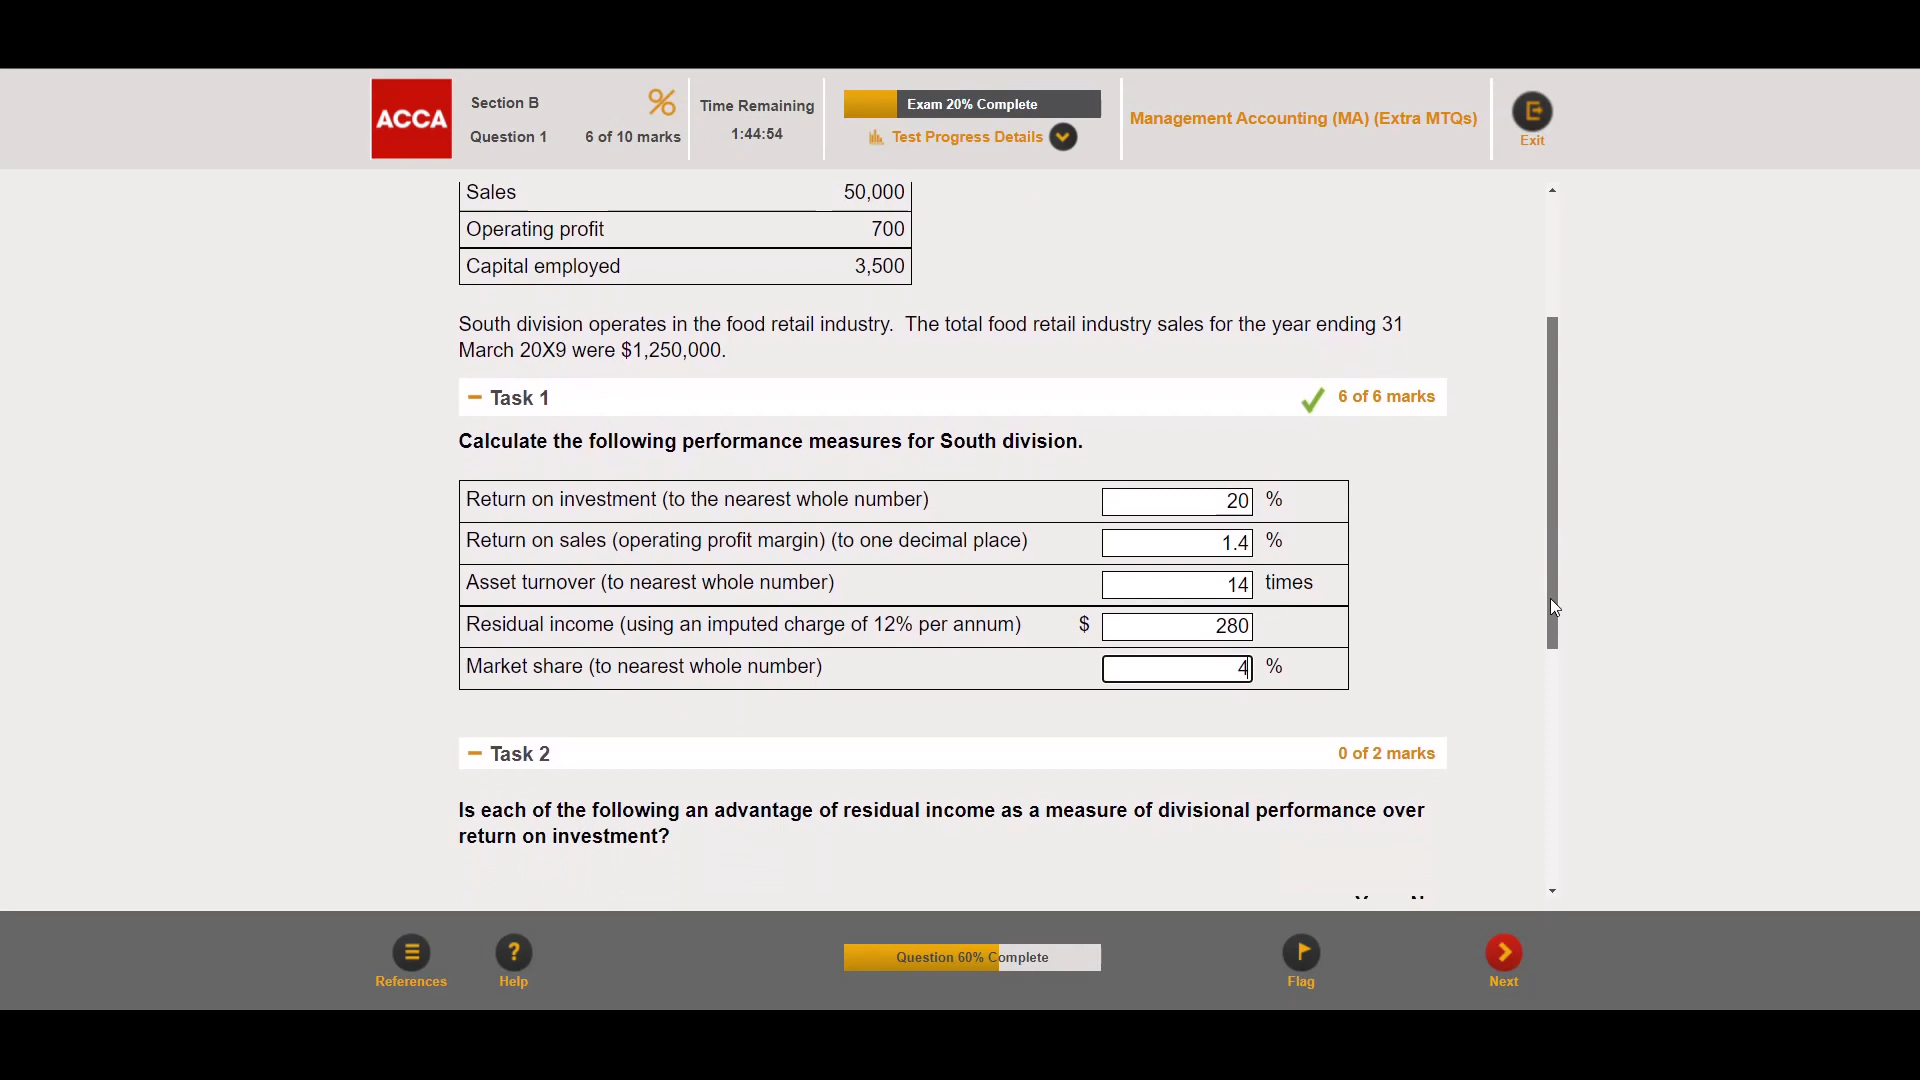 ACCA
Section B
Question 1
%
6 of 10 marks
Time Remaining
1:44:54
Exam 20% Complete
Test Progress Details
Management Accounting (MA) (Extra MTQs)
Exit
Sales 50,000
Operating profit 700
Capital employed 3,500
South division operates in the food retail industry. The total food retail industry sales for the year ending 31
March 20X9 were $1,250,000.
Task 1 6 of 6 marks
Calculate the following performance measures for South division.
Return on investment (to the nearest whole number) 20 %
Return on sales (operating profit margin) (to one decimal place) 1.4 %
Asset turnover (to nearest whole number) 14 times
Residual income (using an imputed charge of 12% per annum) $ 280
Market share (to nearest whole number) 4 %
Task 2 0 of 2 marks
Is each of the following an advantage of residual income as a measure of divisional performance over
return on investment?
References
? Help
Question 60% Complete
Flag
Next